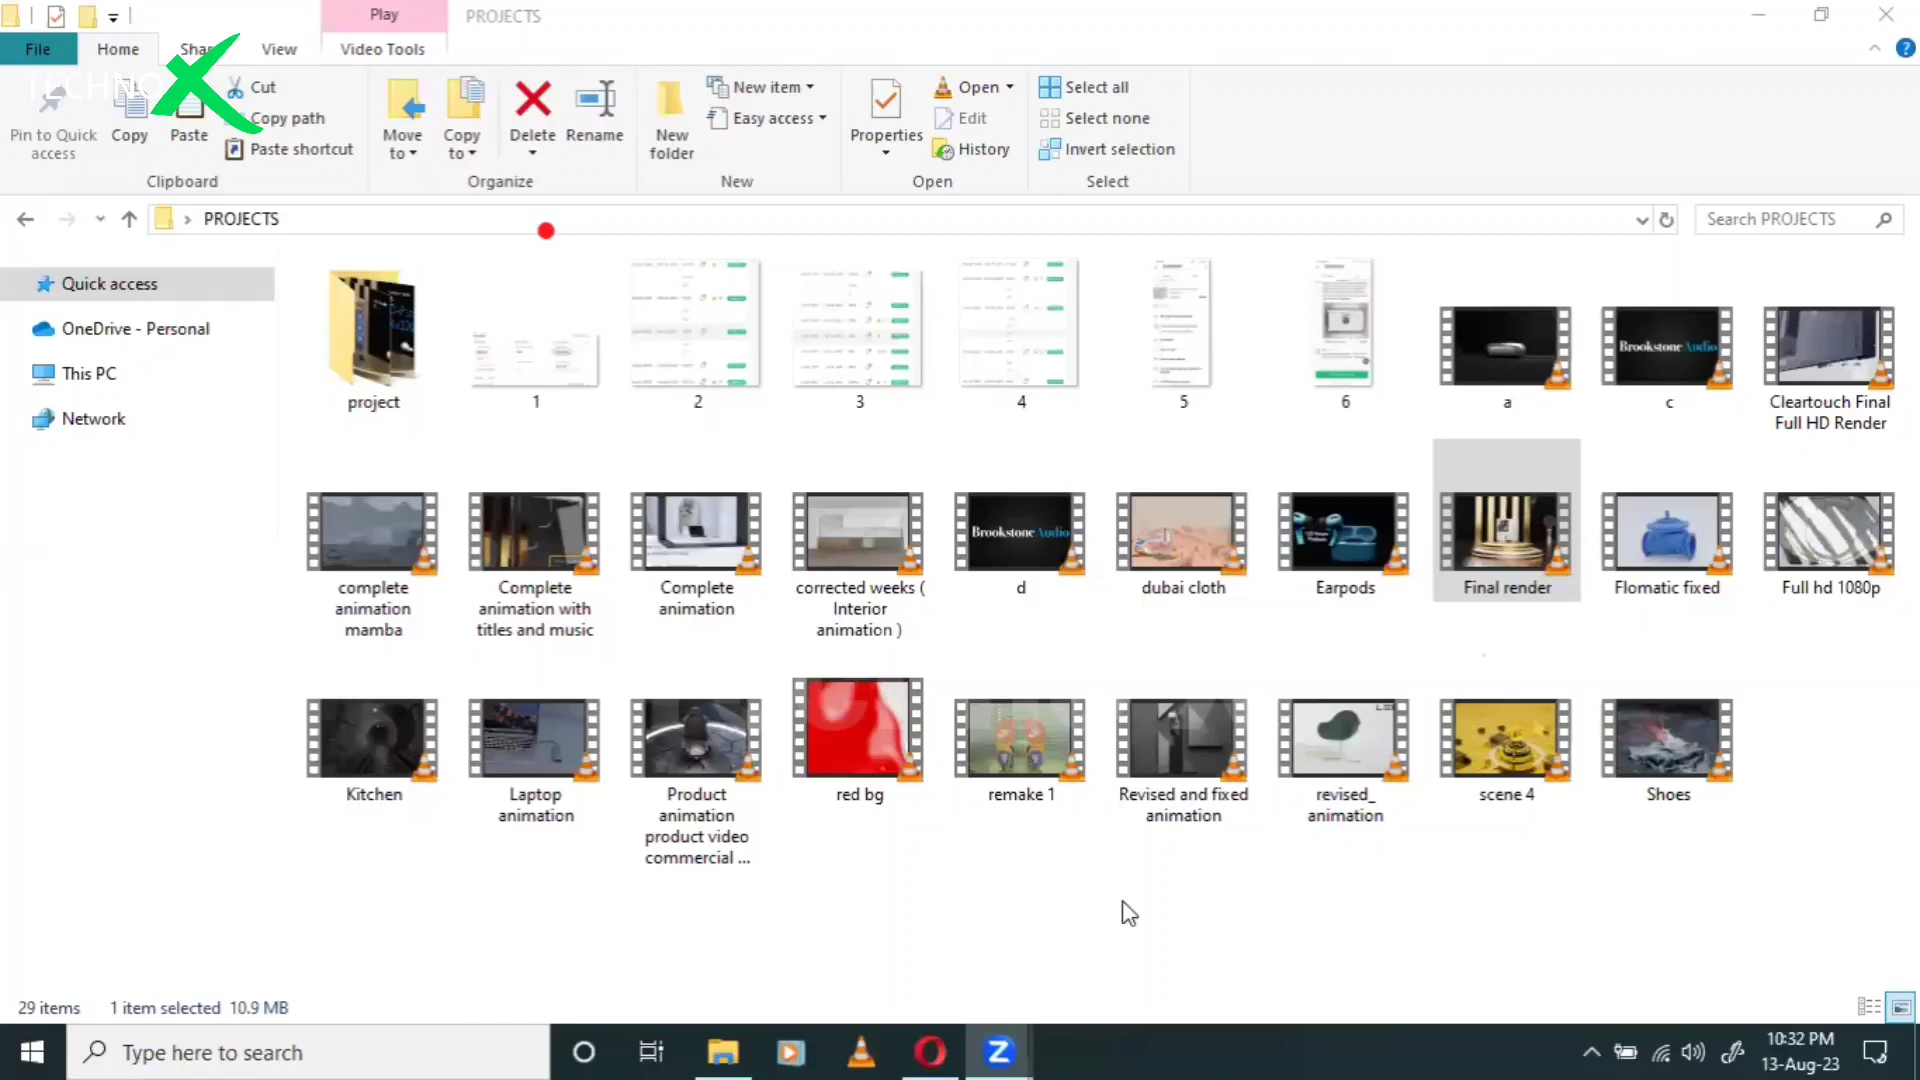 Play
PROJECTS
File
Home
Share
View
Video Tools
TECHNO
Pin to Quick access
Copy
Paste
Cut
Copy path
Paste shortcut
Move to
Copy to
Delete
Rename
New folder
New item
Easy access
Properties
Open
Edit
History
Select all
Select none
Invert selection
Clipboard
Organize
New
Open
Select
PROJECTS
Search PROJECTS
Quick access
OneDrive - Personal
This PC
Network
Brookstone Audio
project
1
2
3
4
5
6
a
c
Cleartouch Final
Full HD Render
Brookstone Audio
complete
animation
mamba
Complete
animation with
titles and music
Complete
animation
corrected weeks (
Interior
animation )
d
dubai cloth
Earpods
Final render
Flomatic fixed
Full hd 1080p
Kitchen
Laptop
animation
Product
animation
product video
commercial ...
red bg
remake 1
Revised and fixed
animation
revised_
animation
scene 4
Shoes
29 items
1 item selected 10.9 MB
Type here to search
10:32 PM
13-Aug-23